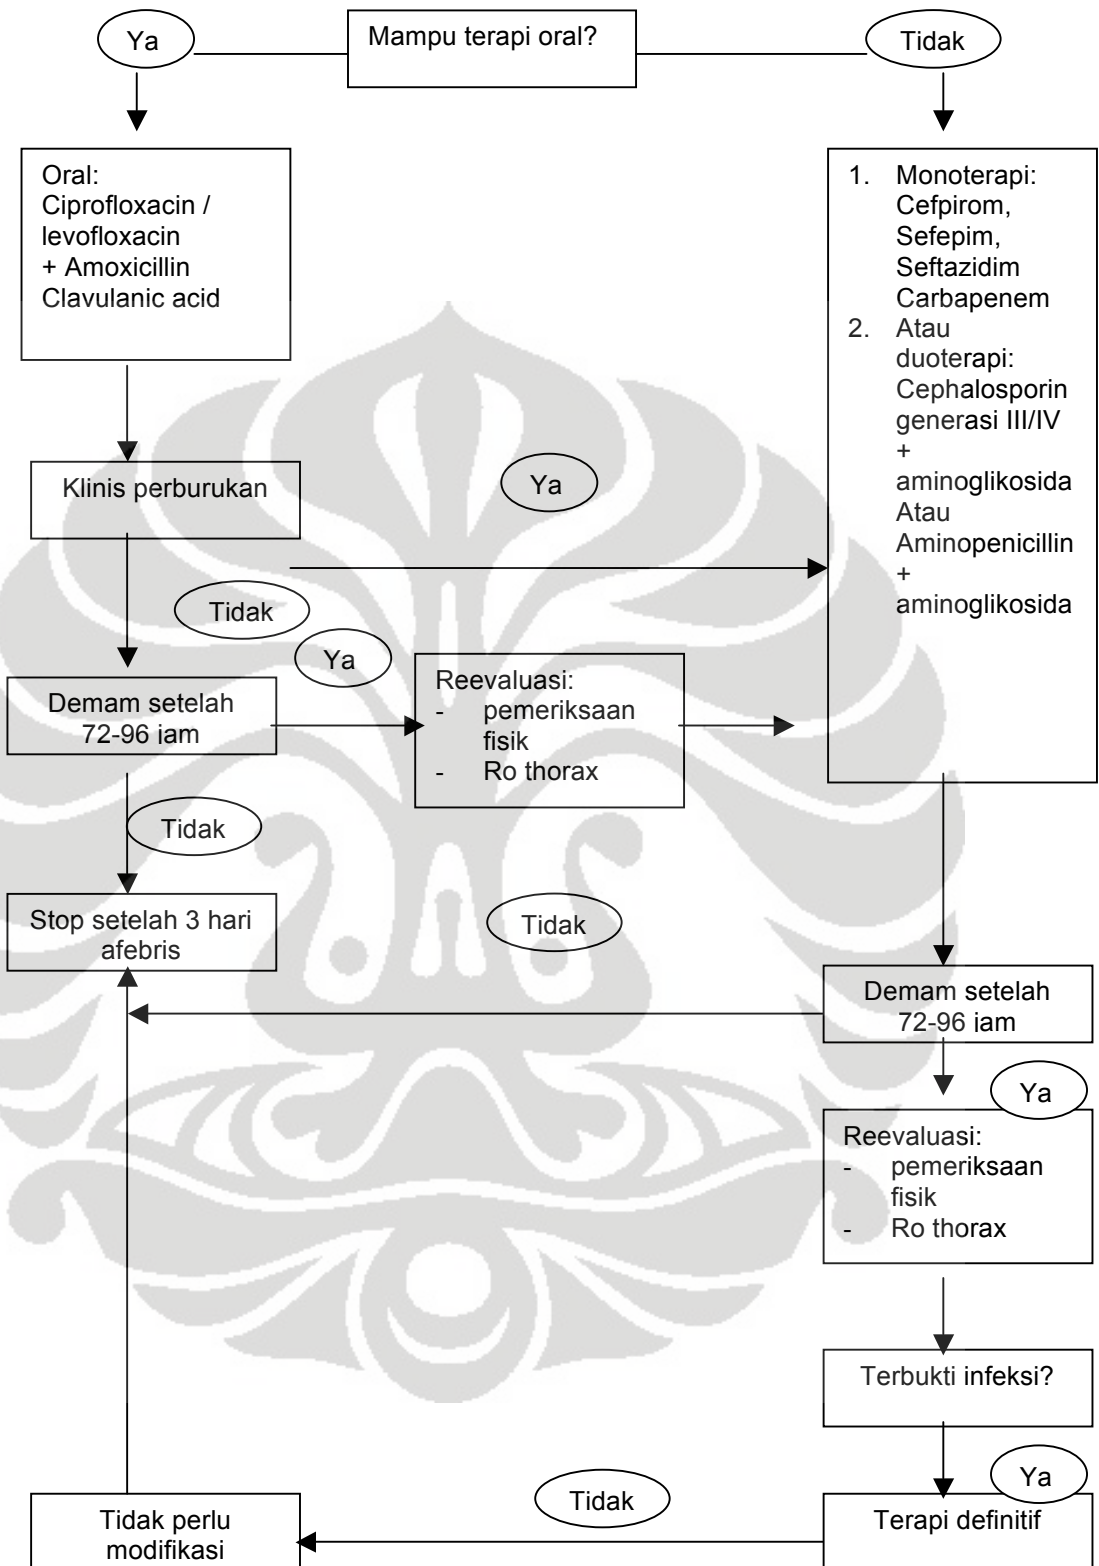 Ya
Mampu terapi oral?
Tidak
Oral:
Ciprofloxacin /
levofloxacin
+ Amoxicillin
Clavulanic acid
1. Monoterapi:
Cefpirom,
Sefepim,
Seftazidim
Carbapenem
2. Atau
duoterapi:
Cephalosporin
generasi III/IV
+
aminoglikosida
Atau
Aminopenicillin
+
aminoglikosida
Klinis perburukan
Ya
Tidak
Ya
Demam setelah
72-96 jam
Reevaluasi:
- pemeriksaan
fisik
- Ro thorax
Tidak
Stop setelah 3 hari
afebris
Tidak
Demam setelah
72-96 jam
Ya
Reevaluasi:
- pemeriksaan
fisik
- Ro thorax
Terbukti infeksi?
Ya
Tidak
Terapi definitif
Tidak perlu
modifikasi